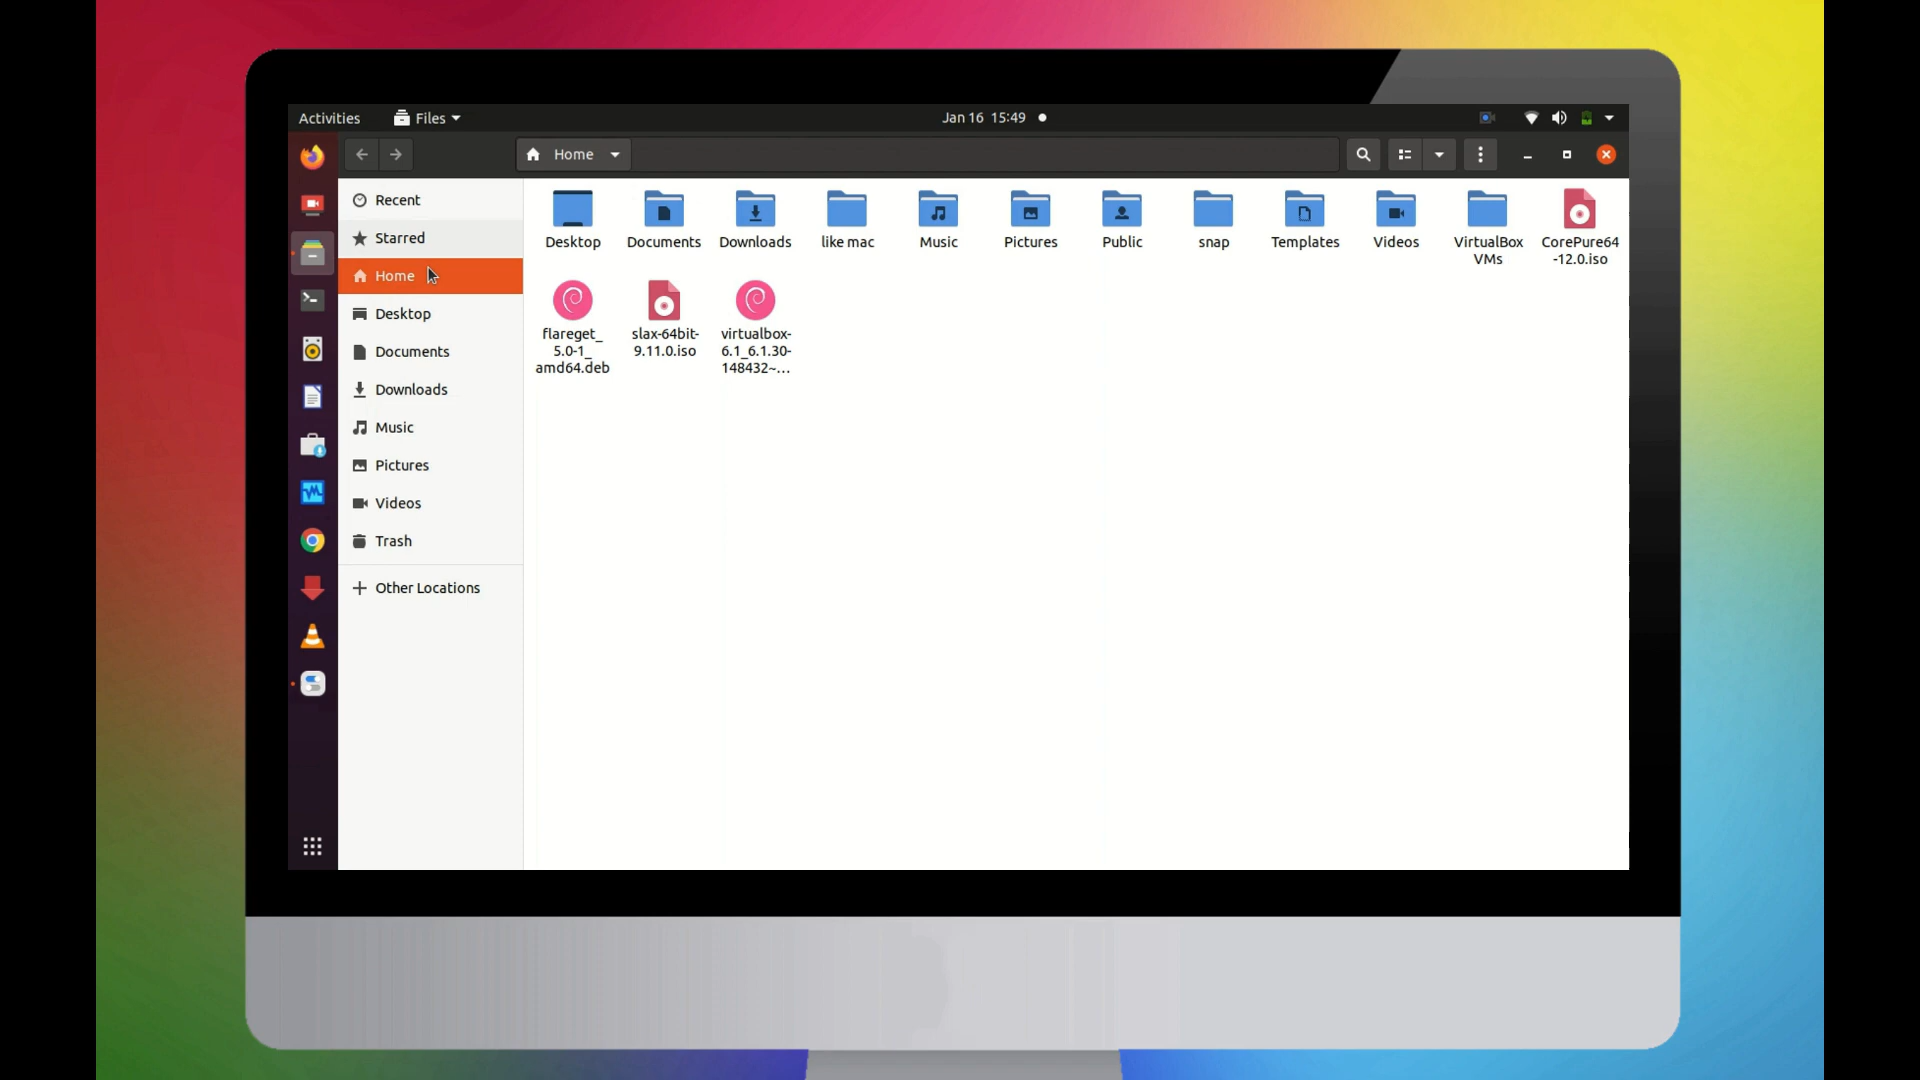 Activities
Files
Jan 16 15:49
Home
Recent
Starred
Home
Desktop
Documents
Downloads
Music
Pictures
Videos
Trash
Other Locations
Desktop
Documents
Downloads
like mac
Music
Pictures
Public
snap
Templates
Videos
VirtualBox
VMs
CorePure64
-12.0.iso
flareget_
5.0-1_
amd64.deb
slax-64bit-
9.11.0.iso
virtualbox-
6.1_6.1.30-
148432~...